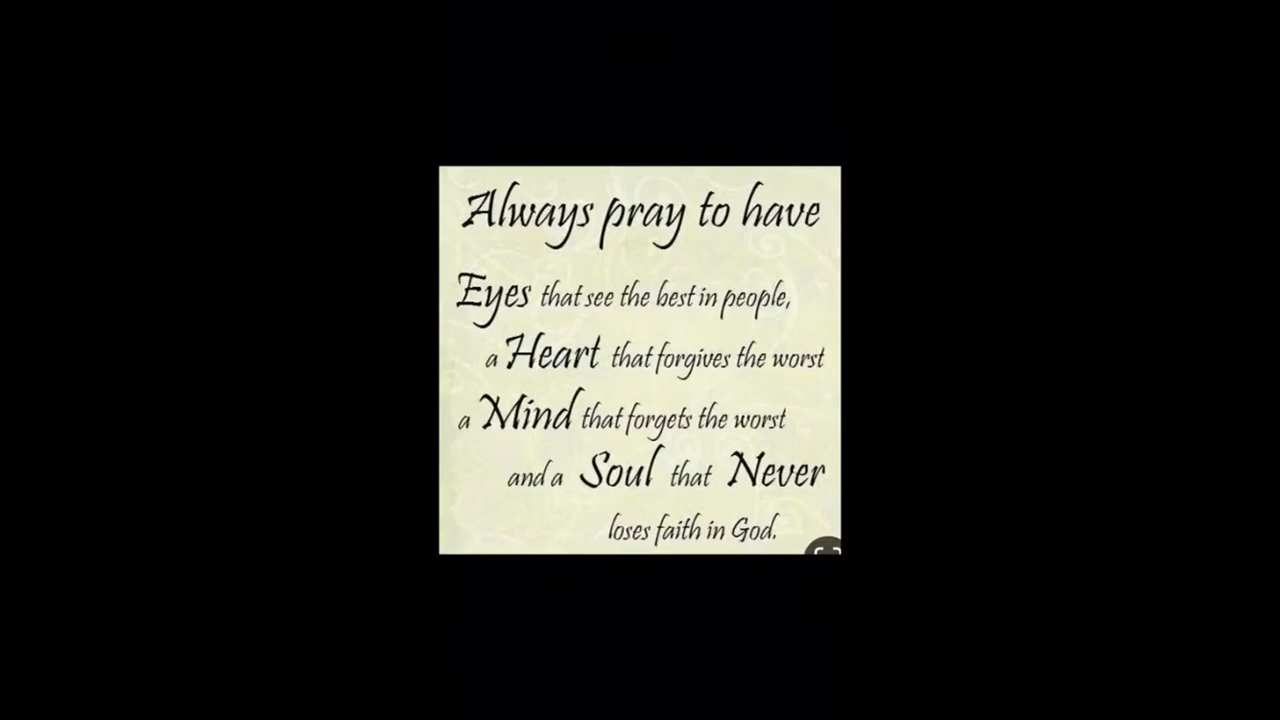 Always pray to have
Eyes that see the best in people,
a Heart that forgives the worst
a Mind that forgets the worst
and a Soul that Never
loses faith in God.